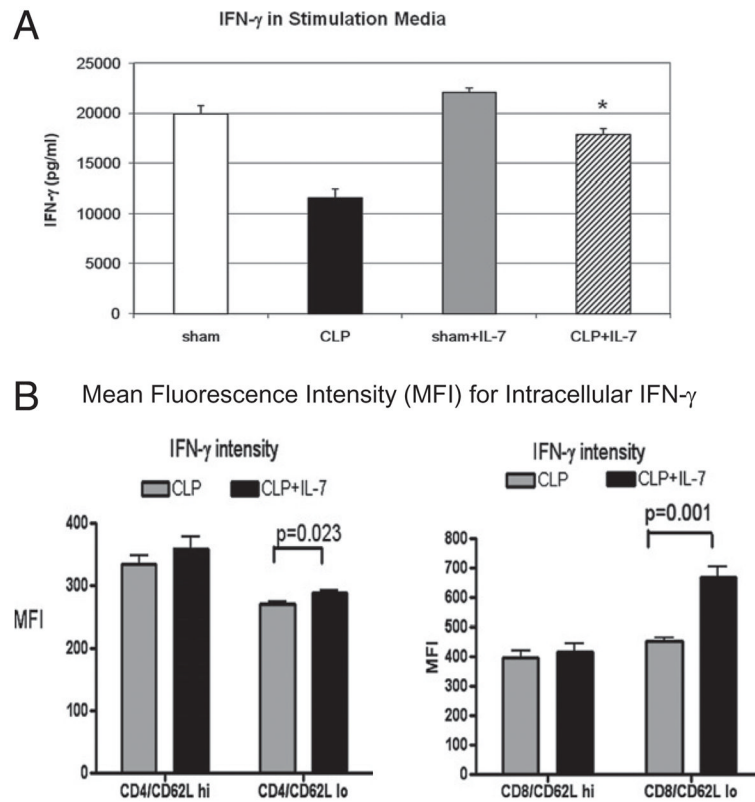 A
IFN-γ in Stimulation Media
IFN-γ (pg/ml)
25000
20000
15000
10000
5000
0
*
sham CLP sham+IL-7 CLP+IL-7
B Mean Fluorescence Intensity (MFI) for Intracellular IFN-γ
IFN-γ intensity
CLP CLP+IL-7
p=0.023
MFI
400
300
200
100
0
CD4/CD62L hi CD4/CD62L lo
IFN-γ intensity
CLP CLP+IL-7
p=0.001
MFI
800
700
600
500
400
300
200
100
0
CD8/CD62L hi CD8/CD62L lo